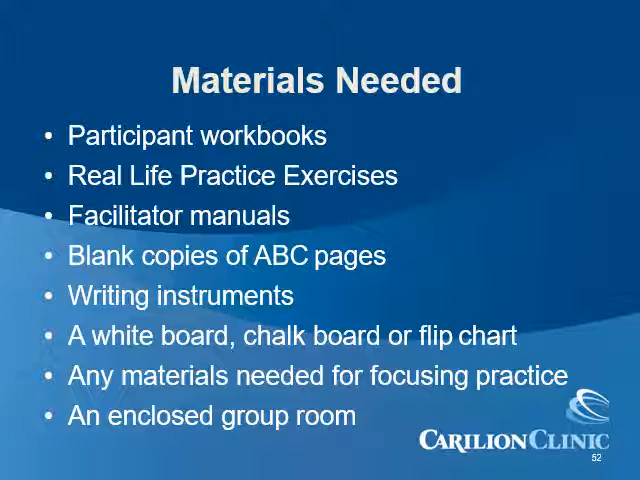 Materials Needed
• Participant workbooks
• Real Life Practice Exercises
• Facilitator manuals
• Blank copies of ABC pages
• Writing instruments
• A white board, chalk board or flip chart
• Any materials needed for focusing practice
• An enclosed group room
CARILION CLINIC
52